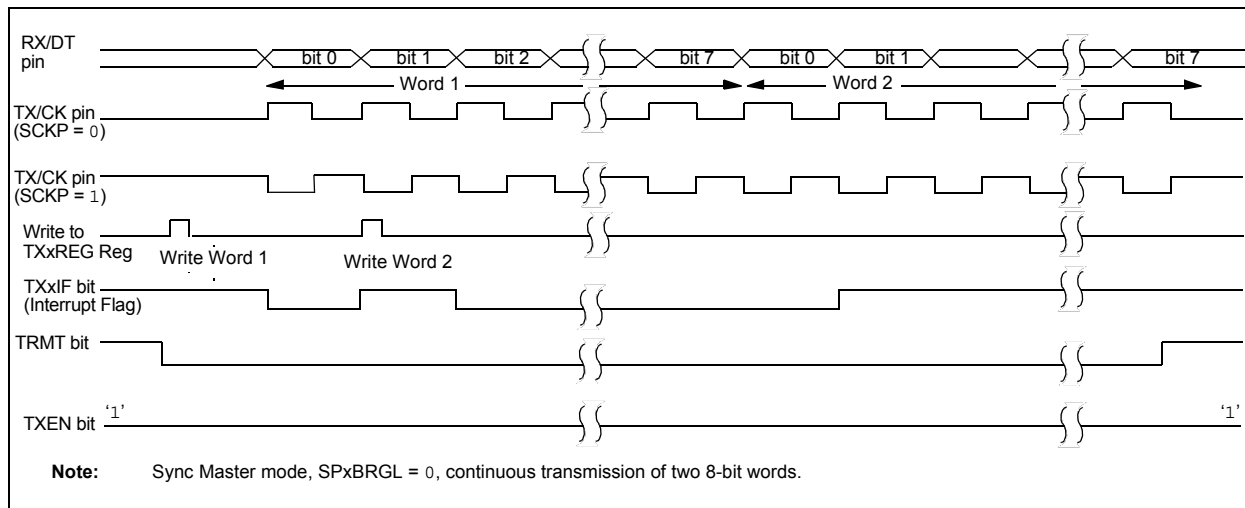 RX/DT
pin
bit 0 bit 1 bit 2 bit 7 bit 0 bit 1 bit 7
Word 1 Word 2
TX/CK pin
(SCKP = 0)
TX/CK pin
(SCKP = 1)
Write to
TXxREG Reg
Write Word 1 Write Word 2
TXxIF bit
(Interrupt Flag)
TRMT bit
TXEN bit ‘1’ ‘1’
Note: Sync Master mode, SPxBRGL = 0, continuous transmission of two 8-bit words.